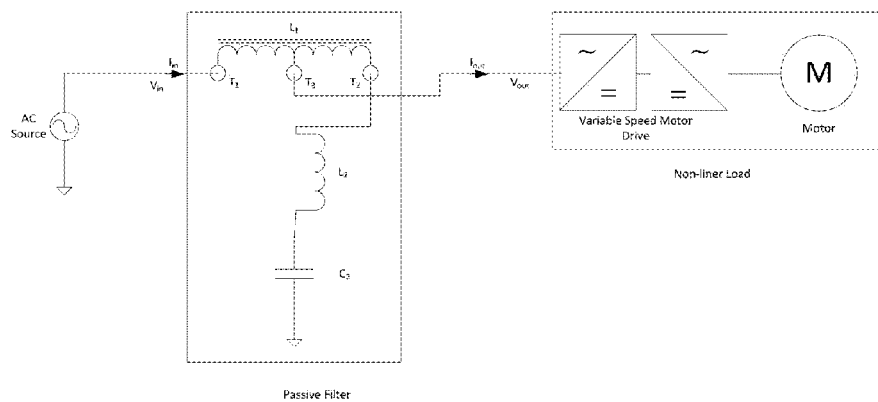 L1
Iin
Iout
Vin
T1
T3
T2
Vout
~
~
=
=
M
AC
Source
Variable Speed Motor
Drive
Motor
L2
Non-liner Load
C2
Passive Filter